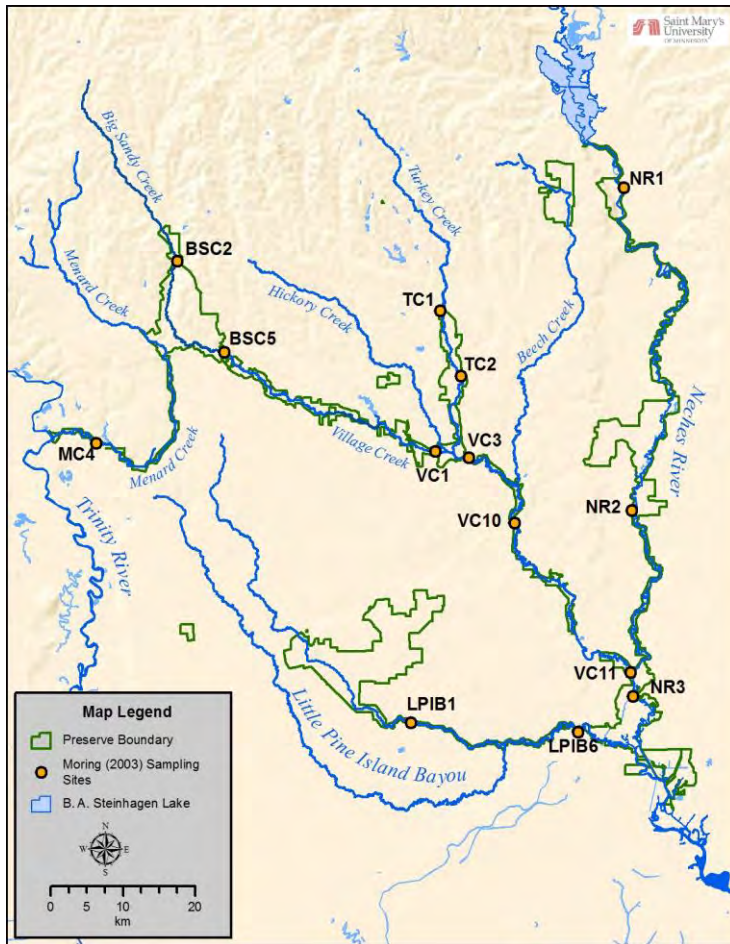 Saint Mary's
University
OF MINNESOTA
Big Sandy Creek
Menard Creek
Turkey Creek
NR1
BSC2
Hickory Creek
TC1
Beech Creek
BSC5
TC2
Neches River
MC4
Menard Creek
Village Creek
VC1
VC3
Trinity River
VC10
NR2
VC11
NR3
LPIB1
LPIB6
Little Pine Island Bayou
Map Legend
Preserve Boundary
Moring (2003) Sampling
Sites
B. A. Steinhagen Lake
N
W E
S
0 5 10 20
km